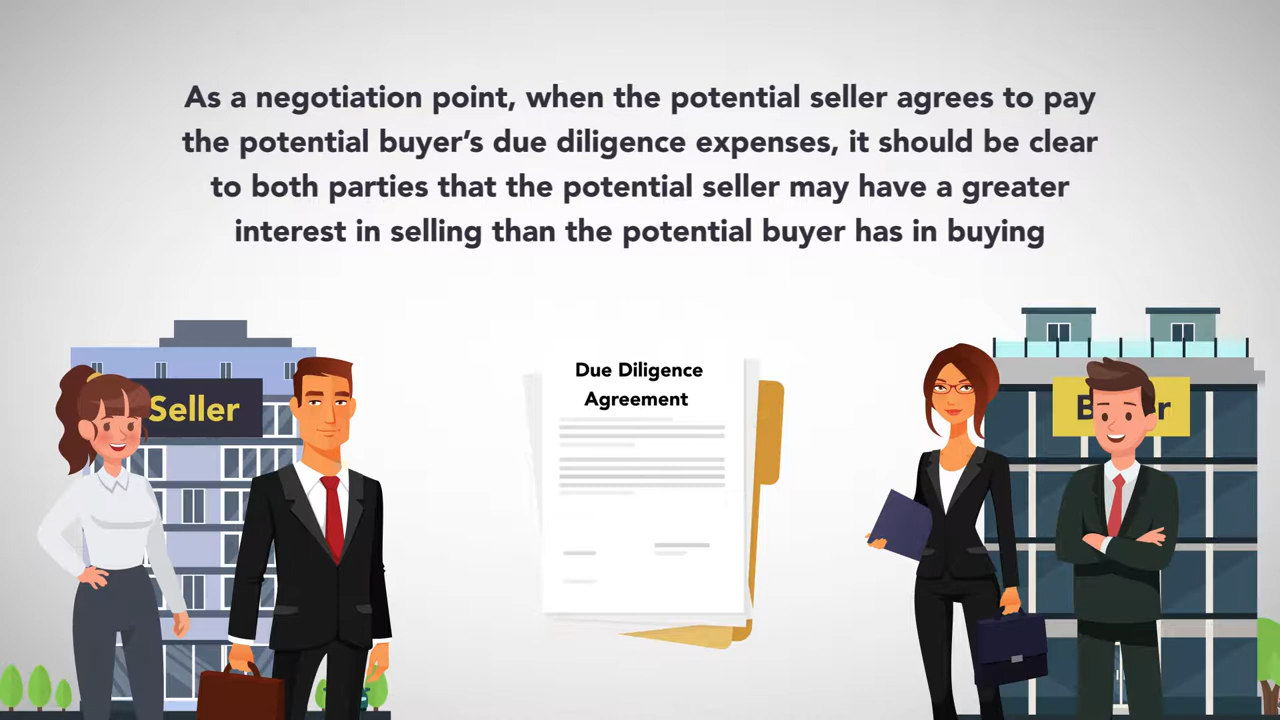 As a negotiation point, when the potential seller agrees to pay
the potential buyer's due diligence expenses, it should be clear
to both parties that the potential seller may have a greater
interest in selling than the potential buyer has in buying
Due Diligence
Agreement
Seller